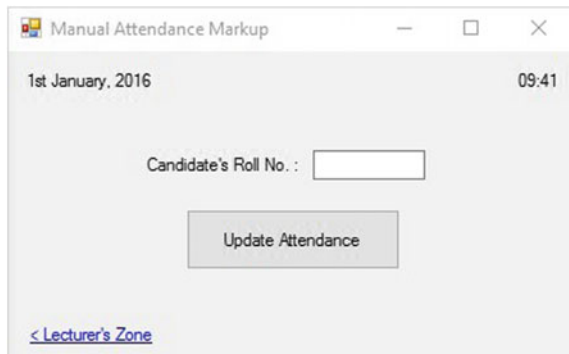 Manual Attendance Markup
1st January, 2016 09:41
Candidate's Roll No. :
Update Attendance
< Lecturer's Zone